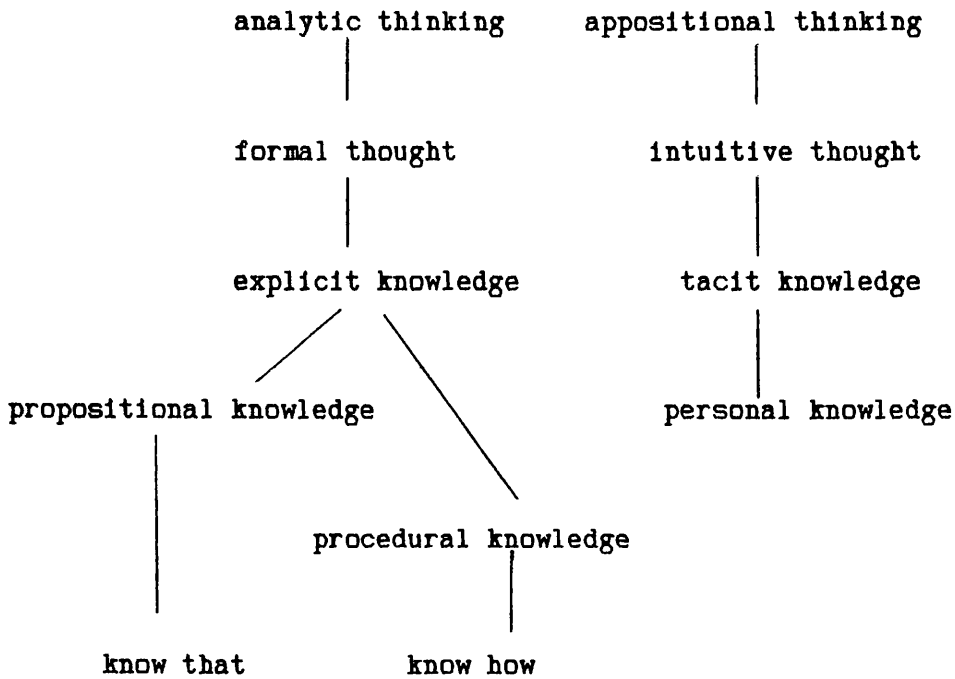 analytic thinking appositional thinking
formal thought intuitive thought
explicit knowledge tacit knowledge
propositional knowledge personal knowledge
procedural knowledge
know that know how